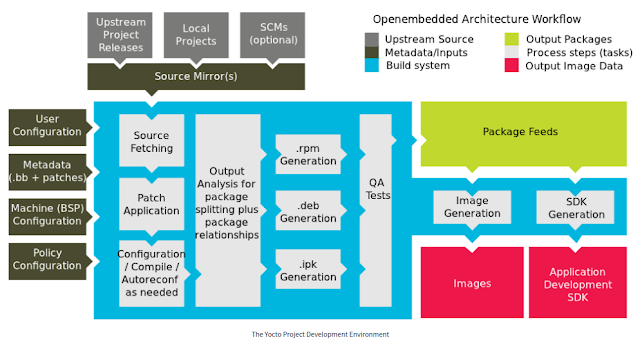 Openembedded Architecture Workflow
Upstream Source
Output Packages
Metadata/Inputs
Process steps (tasks)
Build system
Output Image Data
Upstream
Project
Releases
Local
Projects
SCMs
(optional)
Source Mirror(s)
User
Configuration
Metadata
(.bb + patches)
Machine (BSP)
Configuration
Policy
Configuration
Source
Fetching
Patch
Application
Configuration
/ Compile /
Autoreconf
as needed
Output
Analysis for
package
splitting plus
package
relationships
.rpm
Generation
.deb
Generation
.ipk
Generation
QA
Tests
Package Feeds
Image
Generation
SDK
Generation
Images
Application
Development
SDK
The Yocto Project Development Environment